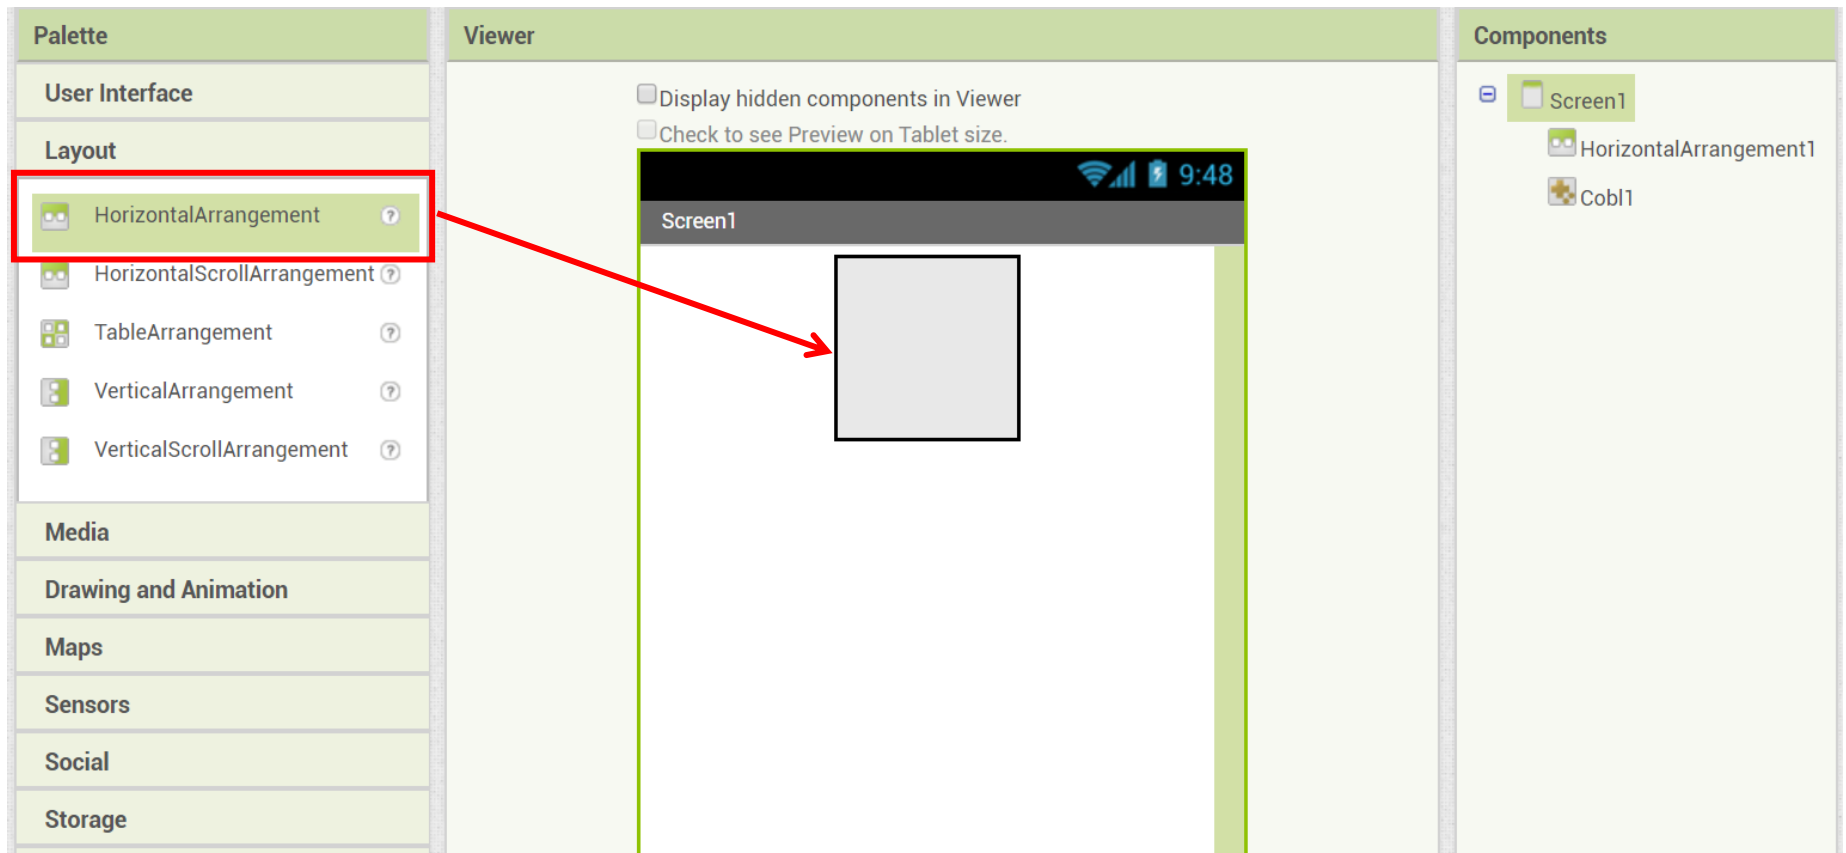 Palette
User Interface
Layout
HorizontalArrangement
HorizontalScrollArrangement
TableArrangement
VerticalArrangement
VerticalScrollArrangement
Media
Drawing and Animation
Maps
Sensors
Social
Storage
Viewer
Display hidden components in Viewer
Check to see Preview on Tablet size.
9:48
Screen1
Components
Screen1
HorizontalArrangement1
Cobl1